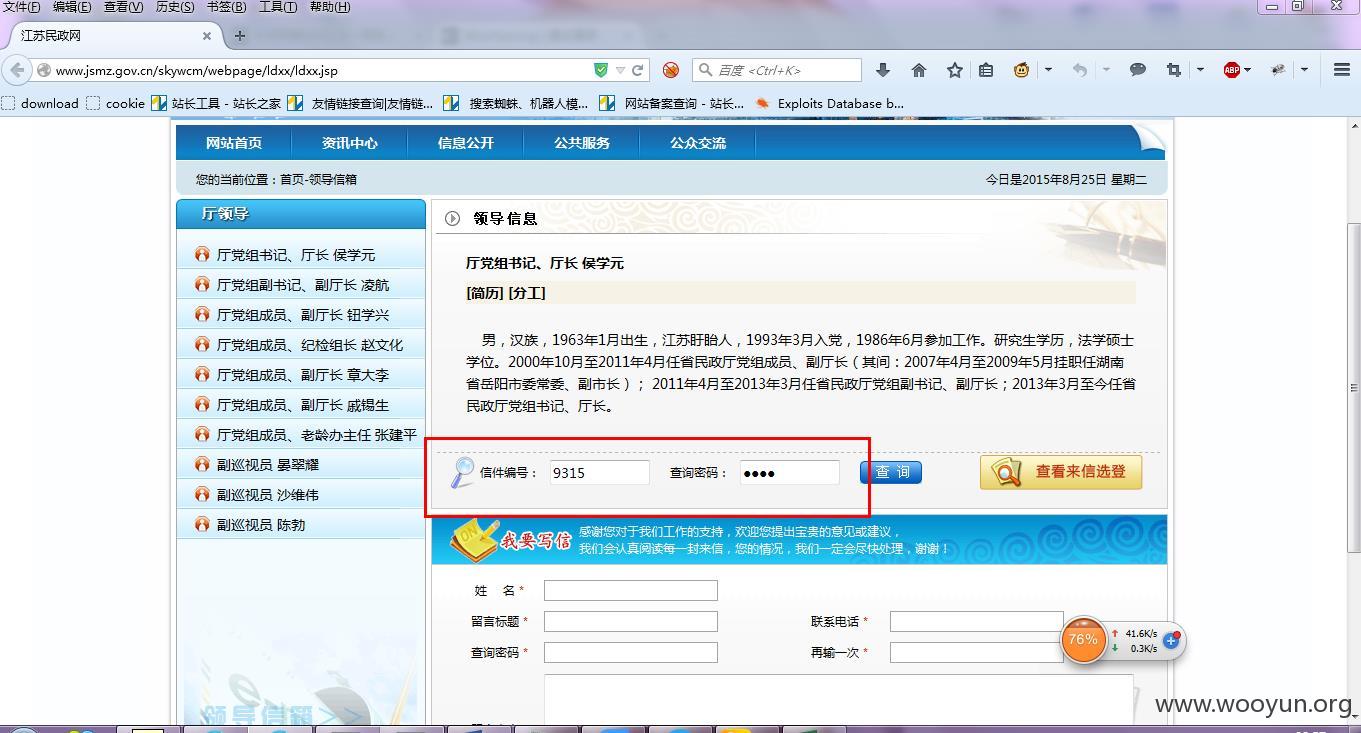 文件(F) 编辑(E) 查看(V) 历史(S) 书签(B) 工具(T) 帮助(H)
江苏民政网
www.jsmz.gov.cn/skywcm/webpage/ldxx/ldxx.jsp
百度 <Ctrl+K>
ABP
download cookie 站长工具 - 站长之家 友情链接查询|友情链... 搜索蜘蛛、机器人模... 网站备案查询 - 站长... Exploits Database b...
网站首页 资讯中心 信息公开 公共服务 公众交流
您的当前位置：首页-领导信箱
今日是2015年8月25日 星期二
厅领导
厅党组书记、厅长 侯学元
厅党组副书记、副厅长 凌航
厅党组成员、副厅长 钮学兴
厅党组成员、纪检组长 赵文化
厅党组成员、副厅长 章大李
厅党组成员、副厅长 戚锡生
厅党组成员、老龄办主任 张建平
副巡视员 晏翠耀
副巡视员 沙维伟
副巡视员 陈勃
领导信箱>>
领导信息
厅党组书记、厅长 侯学元
[简历] [分工]
男，汉族，1963年1月出生，江苏盱眙人，1993年3月入党，1986年6月参加工作。研究生学历，法学硕士
学位。2000年10月至2011年4月任省民政厅党组成员、副厅长（其间：2007年4月至2009年5月挂职任湖南
省岳阳市委常委、副市长）； 2011年4月至2013年3月任省民政厅党组副书记、副厅长；2013年3月至今任省
民政厅党组书记、厅长。
信件编号： 9315 查询密码： ●●●● 查 询 查看来信选登
我要写信
感谢您对于我们工作的支持，欢迎您提出宝贵的意见或建议，
我们会认真阅读每一封来信，您的情况，我们一定会尽快处理，谢谢！
姓 名 *
留言标题 * 联系电话 *
查询密码 * 再输一次 *
76% 41.6K/s
0.3K/s
www.wooyun.org